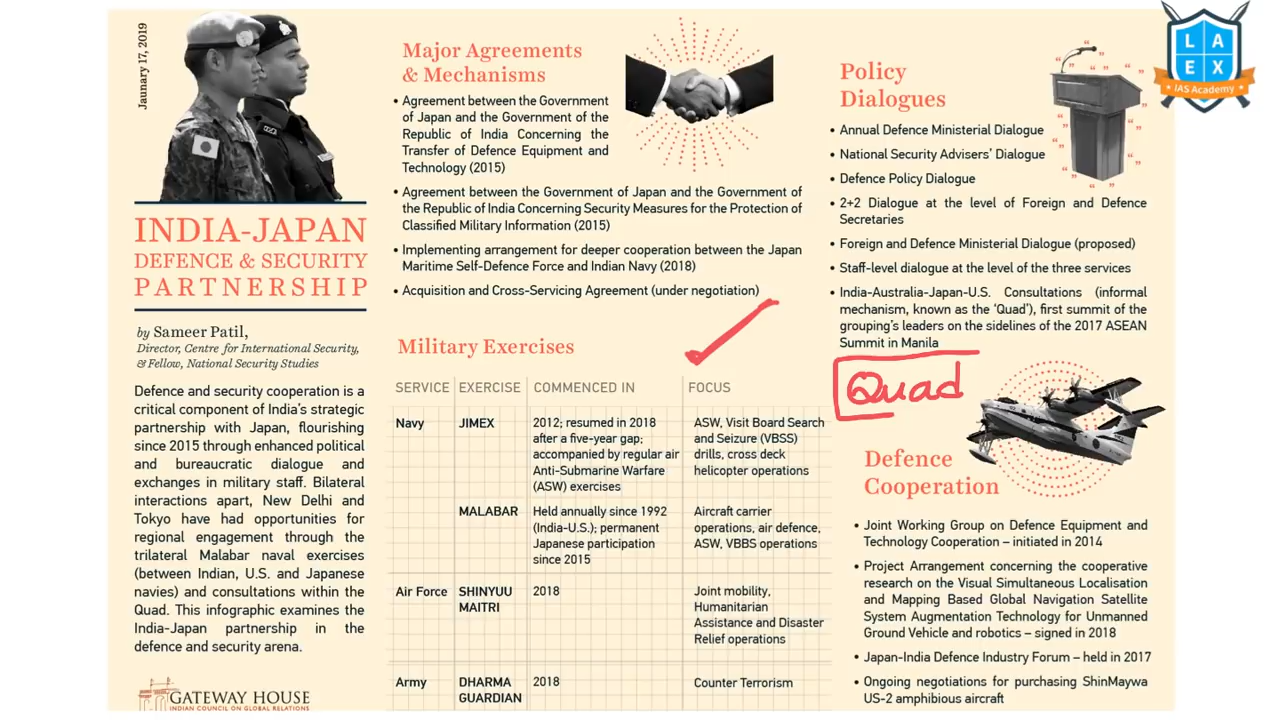 Jaunary 17, 2019
INDIA-JAPAN
DEFENCE & SECURITY
PARTNERSHIP
by Sameer Patil,
Director, Centre for International Security,
& Fellow, National Security Studies
Defence and security cooperation is a
critical component of India's strategic
partnership with Japan, flourishing
since 2015 through enhanced political
and bureaucratic dialogue and
exchanges in military staff. Bilateral
interactions apart, New Delhi and
Tokyo have had opportunities for
regional engagement through the
trilateral Malabar naval exercises
(between Indian, U.S. and Japanese
navies) and consultations within the
Quad. This infographic examines the
India-Japan partnership in the
defence and security arena.
GATEWAY HOUSE
INDIAN COUNCIL ON GLOBAL RELATIONS
Major Agreements
& Mechanisms
• Agreement between the Government
of Japan and the Government of the
Republic of India Concerning the
Transfer of Defence Equipment and
Technology (2015)
• Agreement between the Government of Japan and the Government of
the Republic of India Concerning Security Measures for the Protection of
Classified Military Information (2015)
• Implementing arrangement for deeper cooperation between the Japan
Maritime Self-Defence Force and Indian Navy (2018)
• Acquisition and Cross-Servicing Agreement (under negotiation)
Military Exercises
SERVICE EXERCISE COMMENCED IN FOCUS
Navy JIMEX 2012; resumed in 2018 ASW, Visit Board Search
after a five-year gap; and Seizure (VBSS)
accompanied by regular air drills, cross deck
Anti-Submarine Warfare helicopter operations
(ASW) exercises
MALABAR Held annually since 1992 Aircraft carrier
(India-U.S.); permanent operations, air defence,
Japanese participation ASW, VBBS operations
since 2015
Air Force SHINYUU 2018 Joint mobility,
MAITRI Humanitarian
Assistance and Disaster
Relief operations
Army DHARMA 2018 Counter Terrorism
GUARDIAN
Policy
Dialogues
• Annual Defence Ministerial Dialogue
• National Security Advisers' Dialogue
• Defence Policy Dialogue
• 2+2 Dialogue at the level of Foreign and Defence
Secretaries
• Foreign and Defence Ministerial Dialogue (proposed)
• Staff-level dialogue at the level of the three services
• India-Australia-Japan-U.S. Consultations (informal
mechanism, known as the 'Quad'), first summit of the
grouping's leaders on the sidelines of the 2017 ASEAN
Summit in Manila
Quad
Defence
Cooperation
• Joint Working Group on Defence Equipment and
Technology Cooperation – initiated in 2014
• Project Arrangement concerning the cooperative
research on the Visual Simultaneous Localisation
and Mapping Based Global Navigation Satellite
System Augmentation Technology for Unmanned
Ground Vehicle and robotics – signed in 2018
• Japan-India Defence Industry Forum – held in 2017
• Ongoing negotiations for purchasing ShinMaywa
US-2 amphibious aircraft
L A
E X
IAS Academy